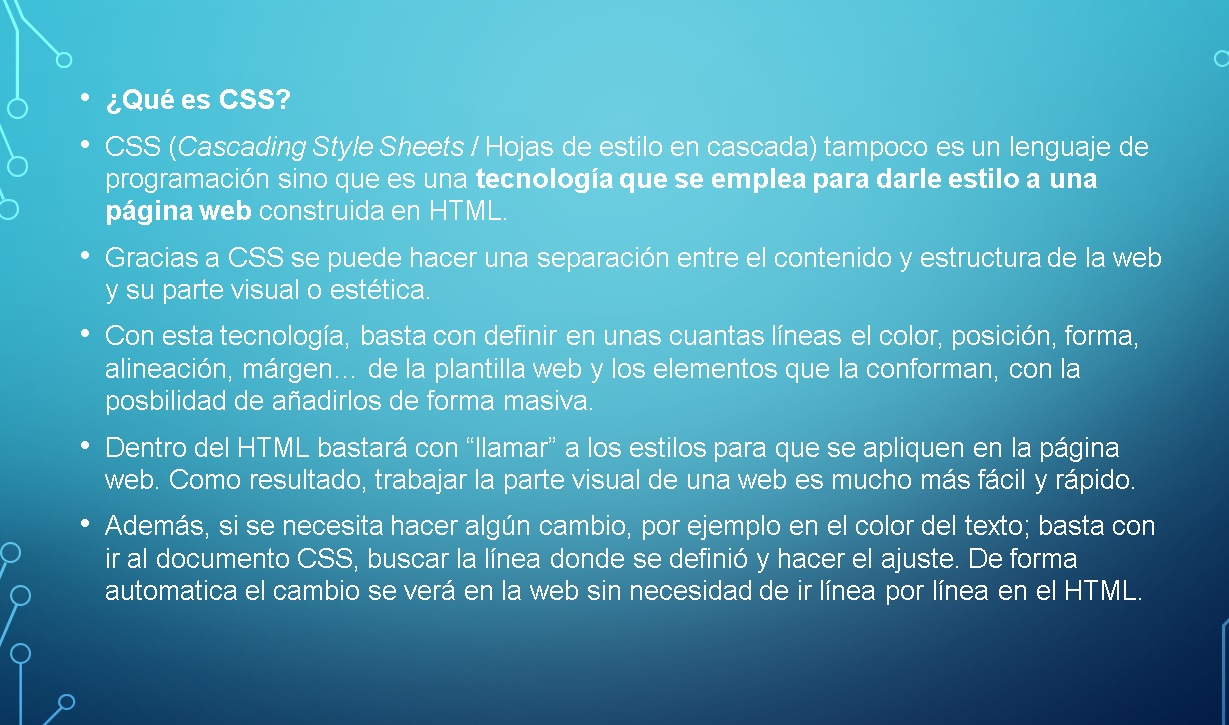 • ¿Qué es CSS?
• CSS (Cascading Style Sheets / Hojas de estilo en cascada) tampoco es un lenguaje de
programación sino que es una tecnología que se emplea para darle estilo a una
página web construida en HTML.
• Gracias a CSS se puede hacer una separación entre el contenido y estructura de la web
y su parte visual o estética.
• Con esta tecnología, basta con definir en unas cuantas líneas el color, posición, forma,
alineación, márgen… de la plantilla web y los elementos que la conforman, con la
posbilidad de añadirlos de forma masiva.
• Dentro del HTML bastará con “llamar” a los estilos para que se apliquen en la página
web. Como resultado, trabajar la parte visual de una web es mucho más fácil y rápido.
• Además, si se necesita hacer algún cambio, por ejemplo en el color del texto; basta con
ir al documento CSS, buscar la línea donde se definió y hacer el ajuste. De forma
automatica el cambio se verá en la web sin necesidad de ir línea por línea en el HTML.